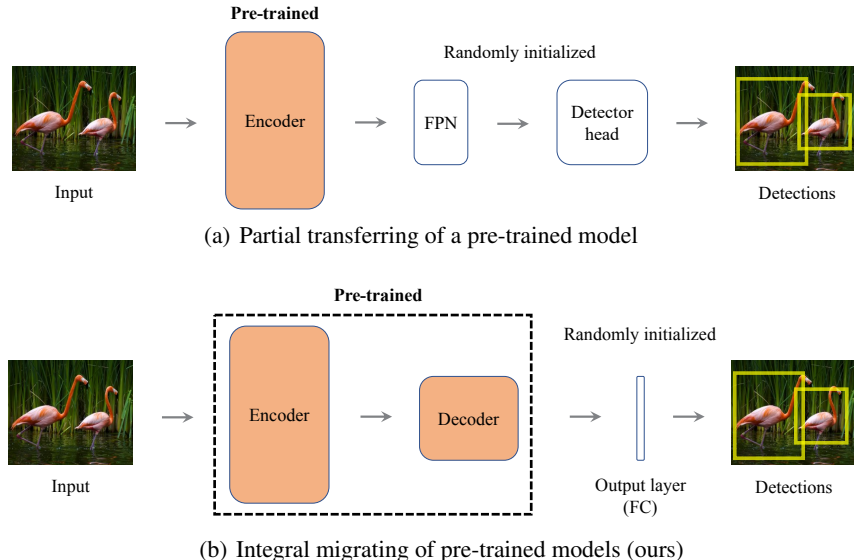 Pre-trained
Randomly initialized
Encoder
FPN
Detector
head
Input
Detections
(a) Partial transferring of a pre-trained model
Pre-trained
Randomly initialized
Encoder
Decoder
Input
Output layer
(FC)
Detections
(b) Integral migrating of pre-trained models (ours)